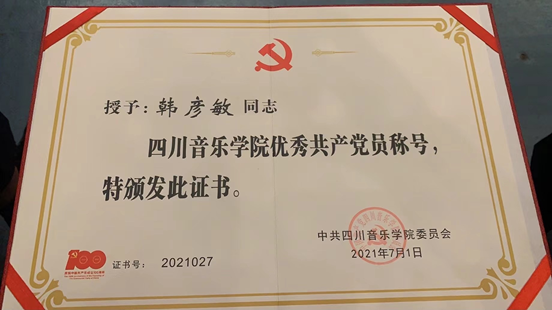 授予：韩彦敏同志
四川音乐学院优秀共产党员称号，
特颁发此证书。
中共四川音乐学院委员会
2021年7月1日
100
证书号： 2021027